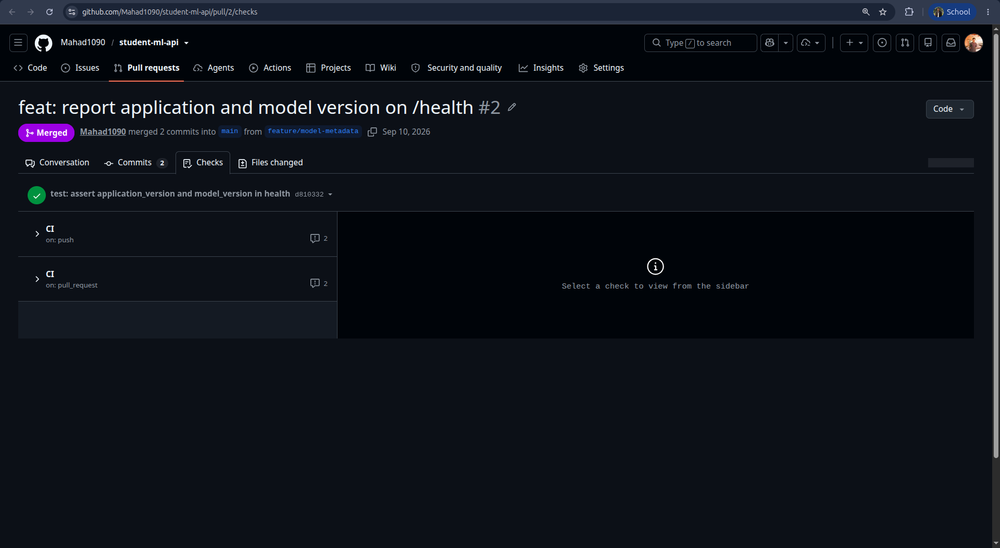 github.com/Mahad1090/student-ml-api/pull/2/checks
School
Mahad1090 / student-ml-api
Type / to search
Code
Issues
Pull requests
Agents
Actions
Projects
Wiki
Security and quality
Insights
Settings
feat: report application and model version on /health #2
Code
Merged
Mahad1090 merged 2 commits into main from feature/model-metadata
Sep 10, 2026
Conversation
Commits 2
Checks
Files changed
test: assert application_version and model_version in health d810332
CI
on: push
2
CI
on: pull_request
2
Select a check to view from the sidebar